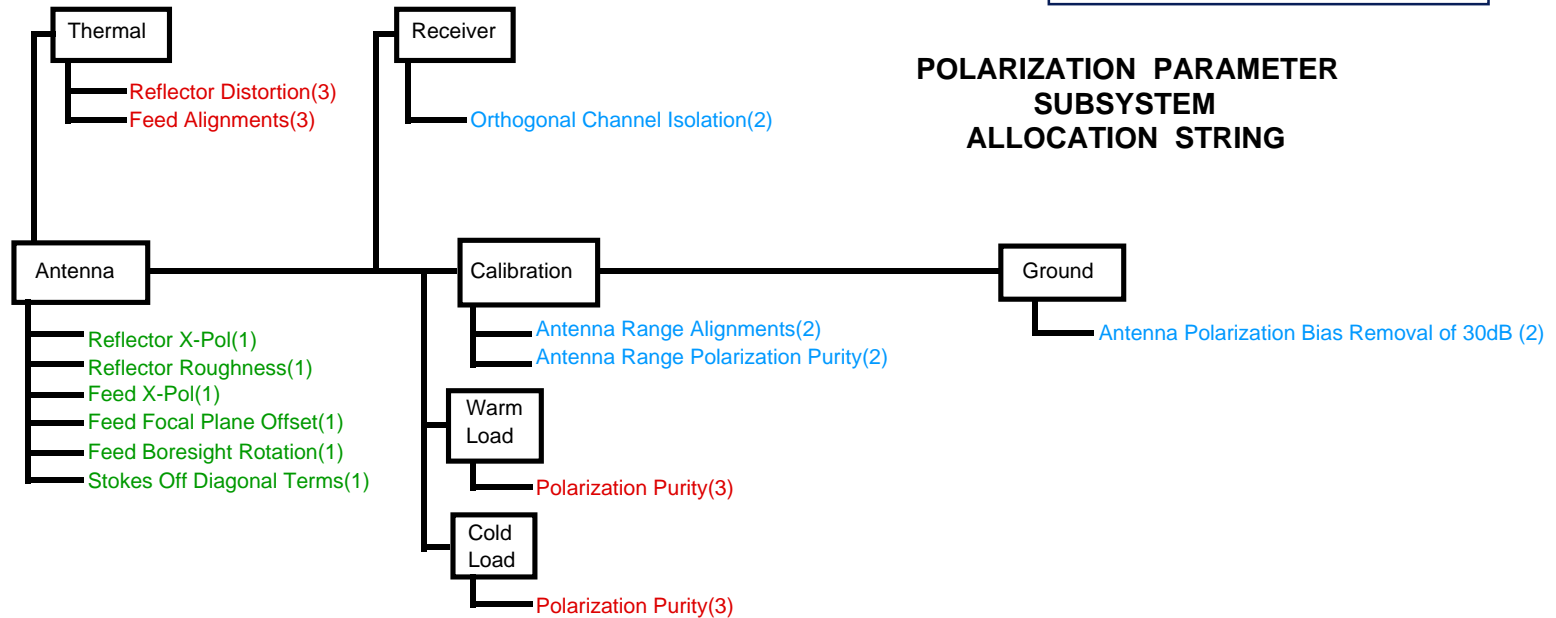 Thermal
Receiver
POLARIZATION PARAMETER
SUBSYSTEM
ALLOCATION STRING
Reflector Distortion(3)
Feed Alignments(3)
Orthogonal Channel Isolation(2)
Antenna
Calibration
Ground
Reflector X-Pol(1)
Reflector Roughness(1)
Feed X-Pol(1)
Feed Focal Plane Offset(1)
Feed Boresight Rotation(1)
Stokes Off Diagonal Terms(1)
Antenna Range Alignments(2)
Antenna Range Polarization Purity(2)
Antenna Polarization Bias Removal of 30dB (2)
Warm
Load
Polarization Purity(3)
Cold
Load
Polarization Purity(3)